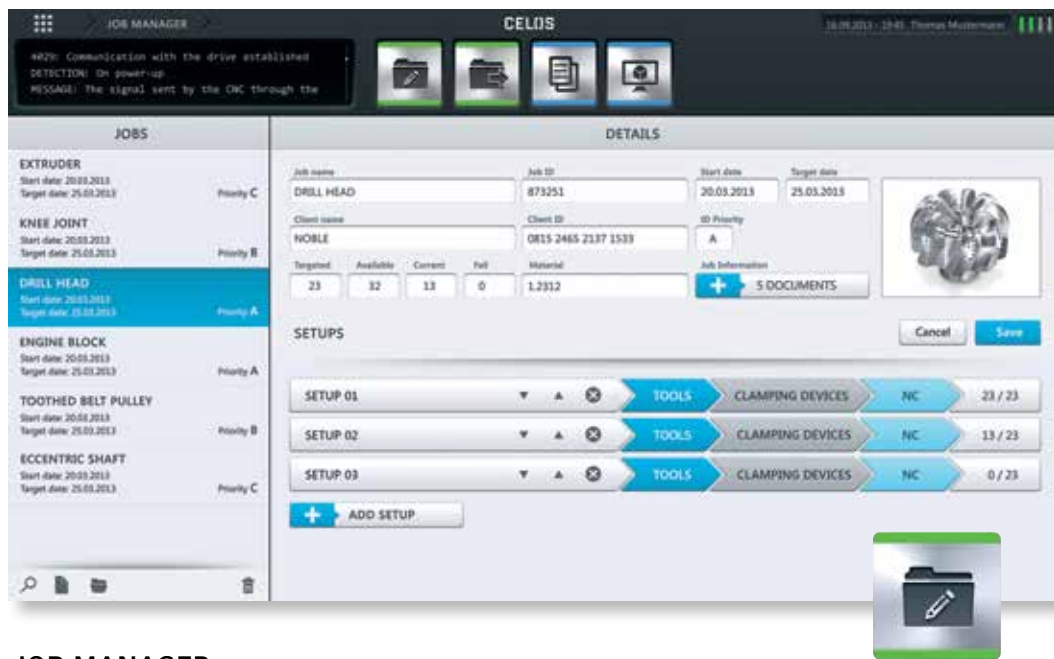 JOB MANAGER
CELOS
16.09.2013 - 19:45 Thomas Mustermann
4029: Communication with the drive established
DETECTION: On power-up
MESSAGE: The signal sent by the CNC through the
JOBS
EXTRUDER
Start date: 20.03.2013
Target date: 25.03.2013 Priority C
KNEE JOINT
Start date: 20.03.2013
Target date: 25.03.2013 Priority B
DRILL HEAD
Start date: 20.03.2013
Target date: 25.03.2013 Priority A
ENGINE BLOCK
Start date: 20.03.2013
Target date: 25.03.2013 Priority A
TOOTHED BELT PULLEY
Start date: 20.03.2013
Target date: 25.03.2013 Priority B
ECCENTRIC SHAFT
Start date: 20.03.2013
Target date: 25.03.2013 Priority C
DETAILS
Job name Job ID Start date Target date
DRILL HEAD 873251 20.03.2013 25.03.2013
Client name Client ID ID Priority
NOBLE 0815 2465 2137 1533 A
Targeted Available Current Fail Material Job Information
23 32 13 0 1.2312 5 DOCUMENTS
SETUPS Cancel Save
SETUP 01 TOOLS CLAMPING DEVICES NC 23 / 23
SETUP 02 TOOLS CLAMPING DEVICES NC 13 / 23
SETUP 03 TOOLS CLAMPING DEVICES NC 0 / 23
ADD SETUP
JOB MANAGER